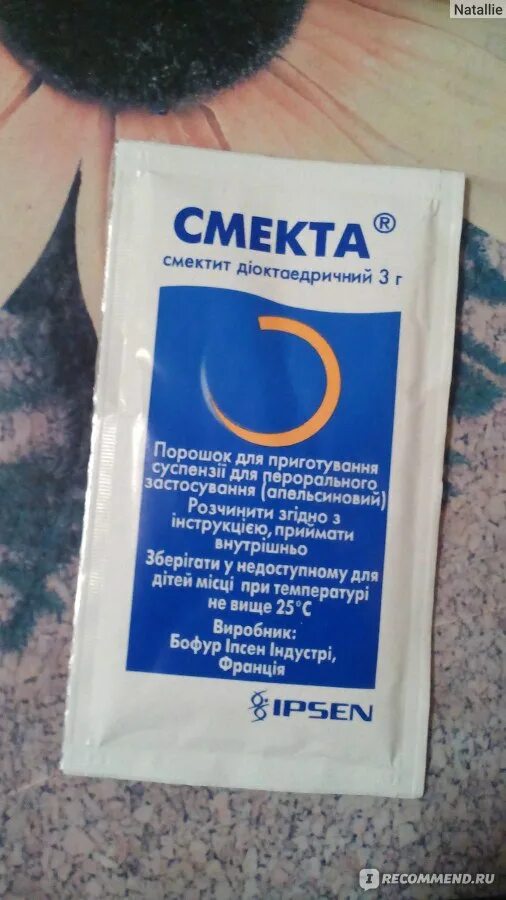 Natallie
СМЕКТА®
смектит діоктаедричний 3 г
Порошок для приготування
суспензії для перорального
застосування (апельсиновий)
Розчинити згідно з
інструкцією, приймати
внутрішньо
Зберігати у недоступному для
дітей місці при температурі
не вище 25°С
Виробник:
Бофур Іпсен Індустрі,
Франція
IPSEN
IRECOMMEND.RU